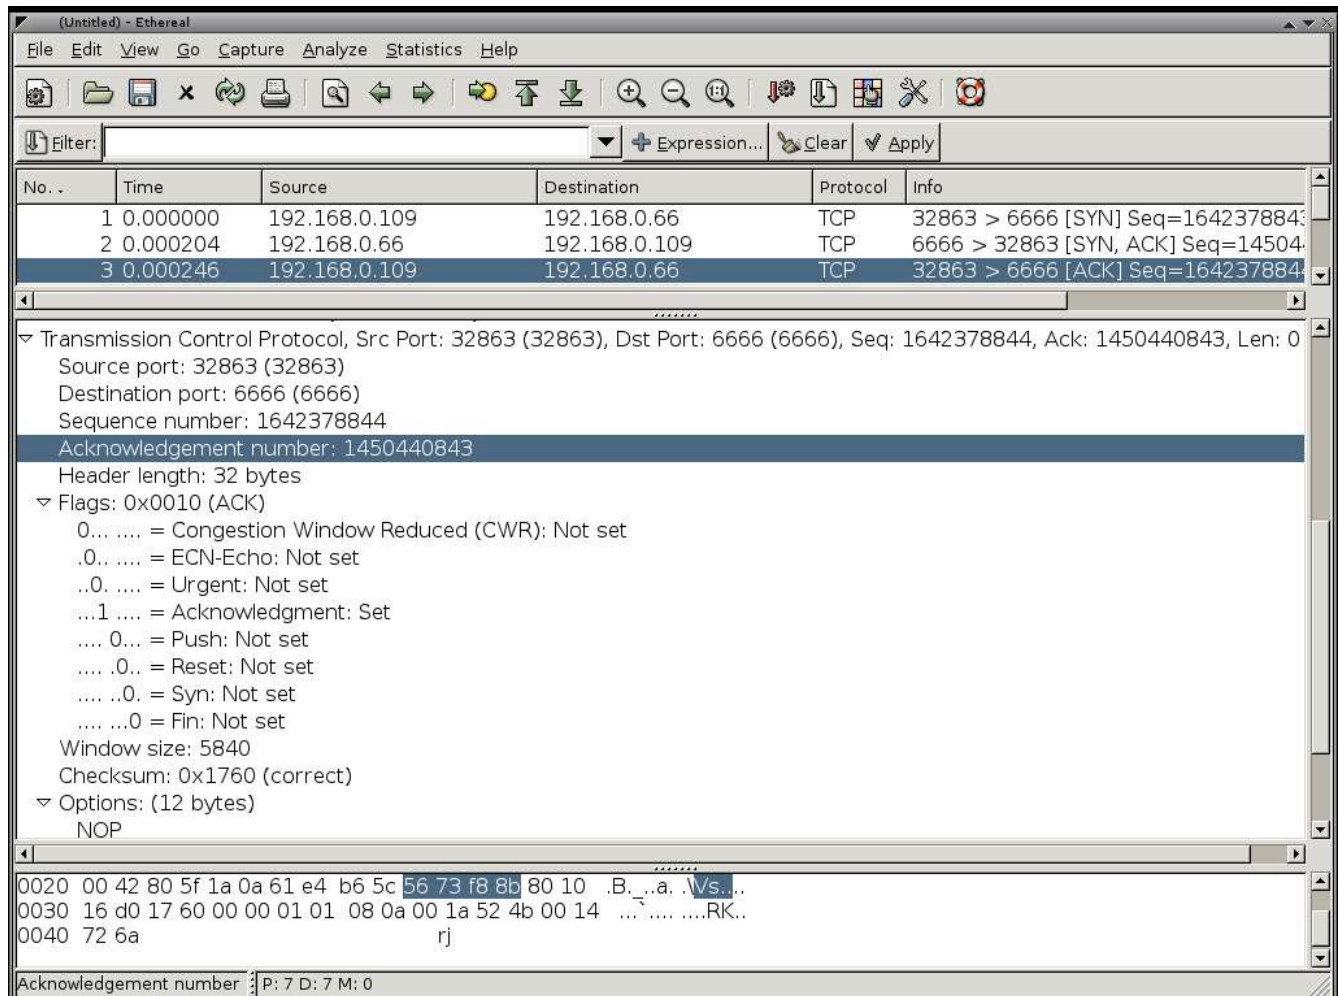 (Untitled) - Ethereal
File Edit View Go Capture Analyze Statistics Help
Filter: Expression... Clear Apply
No. . Time Source Destination Protocol Info
1 0.000000 192.168.0.109 192.168.0.66 TCP 32863 > 6666 [SYN] Seq=1642378843
2 0.000204 192.168.0.66 192.168.0.109 TCP 6666 > 32863 [SYN, ACK] Seq=14504
3 0.000246 192.168.0.109 192.168.0.66 TCP 32863 > 6666 [ACK] Seq=1642378844
Transmission Control Protocol, Src Port: 32863 (32863), Dst Port: 6666 (6666), Seq: 1642378844, Ack: 1450440843, Len: 0
Source port: 32863 (32863)
Destination port: 6666 (6666)
Sequence number: 1642378844
Acknowledgement number: 1450440843
Header length: 32 bytes
Flags: 0x0010 (ACK)
0... .... = Congestion Window Reduced (CWR): Not set
.0.. .... = ECN-Echo: Not set
..0. .... = Urgent: Not set
...1 .... = Acknowledgment: Set
.... 0... = Push: Not set
.... .0.. = Reset: Not set
.... ..0. = Syn: Not set
.... ...0 = Fin: Not set
Window size: 5840
Checksum: 0x1760 (correct)
Options: (12 bytes)
NOP
0020 00 42 80 5f 1a 0a 61 e4 b6 5c 56 73 f8 8b 80 10 .B._..a. .\Vs....
0030 16 d0 17 60 00 00 01 01 08 0a 00 1a 52 4b 00 14 ...`.... ....RK..
0040 72 6a rj
Acknowledgement number P: 7 D: 7 M: 0